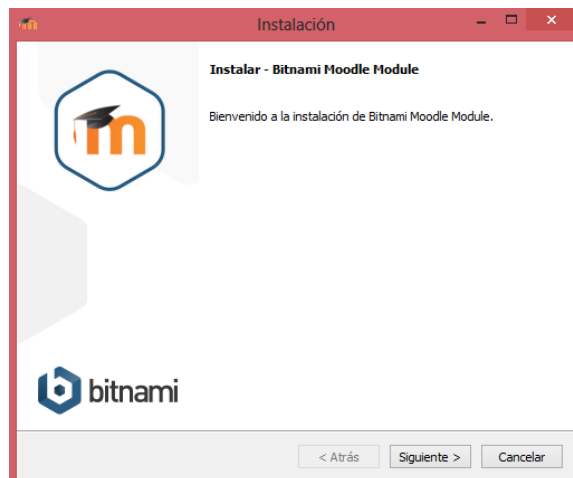 Instalación
Instalar - Bitnami Moodle Module
Bienvenido a la instalación de Bitnami Moodle Module.
m
bitnami
< Atrás
Siguiente >
Cancelar